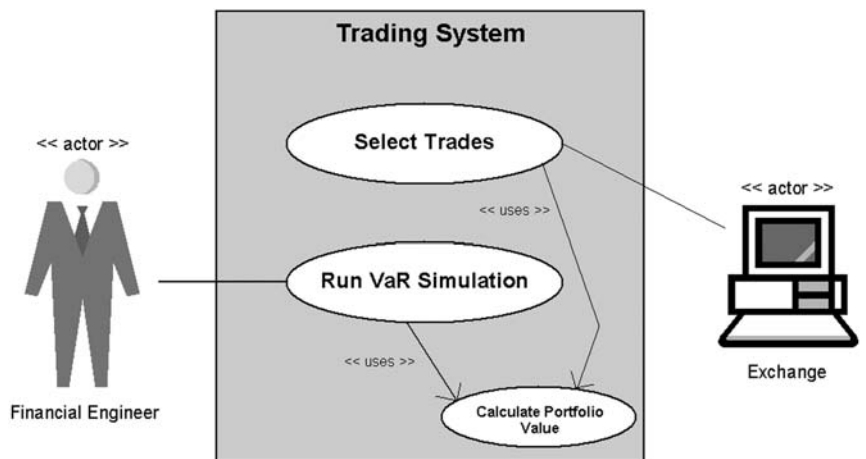 Trading System
<< actor >>
Select Trades
<< actor >>
<< uses >>
Run VaR Simulation
<< uses >>
Exchange
Financial Engineer
Calculate Portfolio
Value